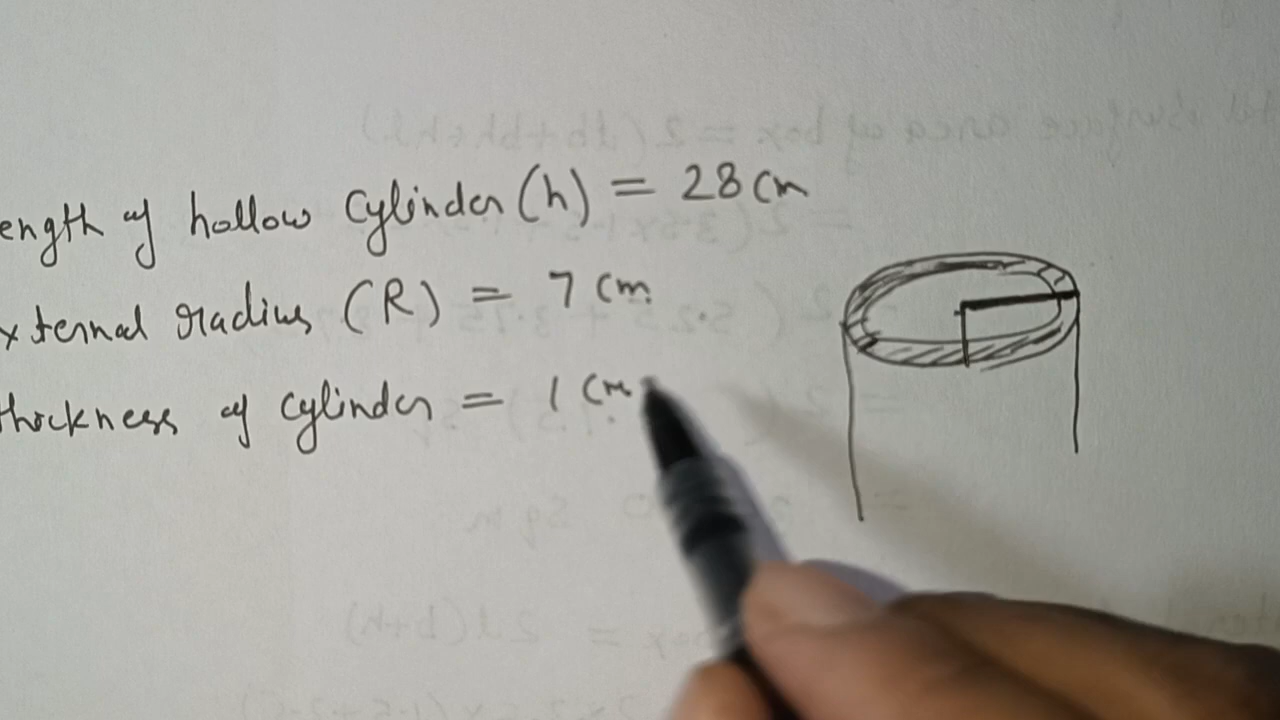 ength of hollow cylinder (h) = 28 cm
xternal radius (R) = 7 cm.
thickness of cylinder = 1 cm